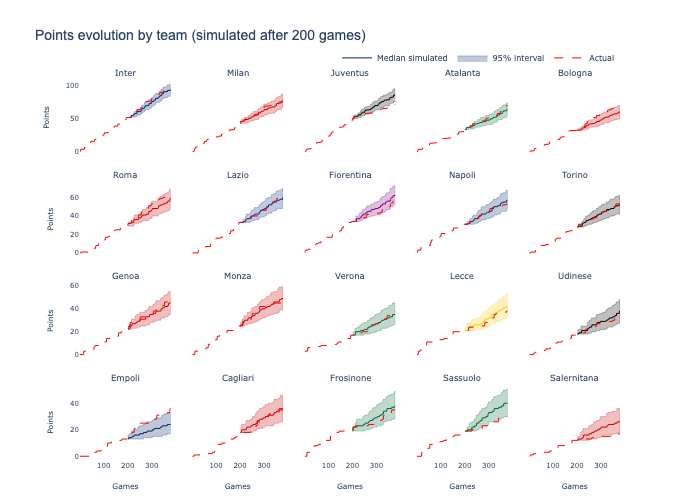 Points evolution by team (simulated after 200 games)
Median simulated 95% interval Actual
Inter Milan Juventus Atalanta Bologna
100
50
0
Points
Roma Lazio Fiorentina Napoli Torino
60
40
20
0
Points
Genoa Monza Verona Lecce Udinese
60
40
20
0
Points
Empoli Cagliari Frosinone Sassuolo Salernitana
40
20
0
Points
100 200 300 100 200 300 100 200 300 100 200 300 100 200 300
Games Games Games Games Games